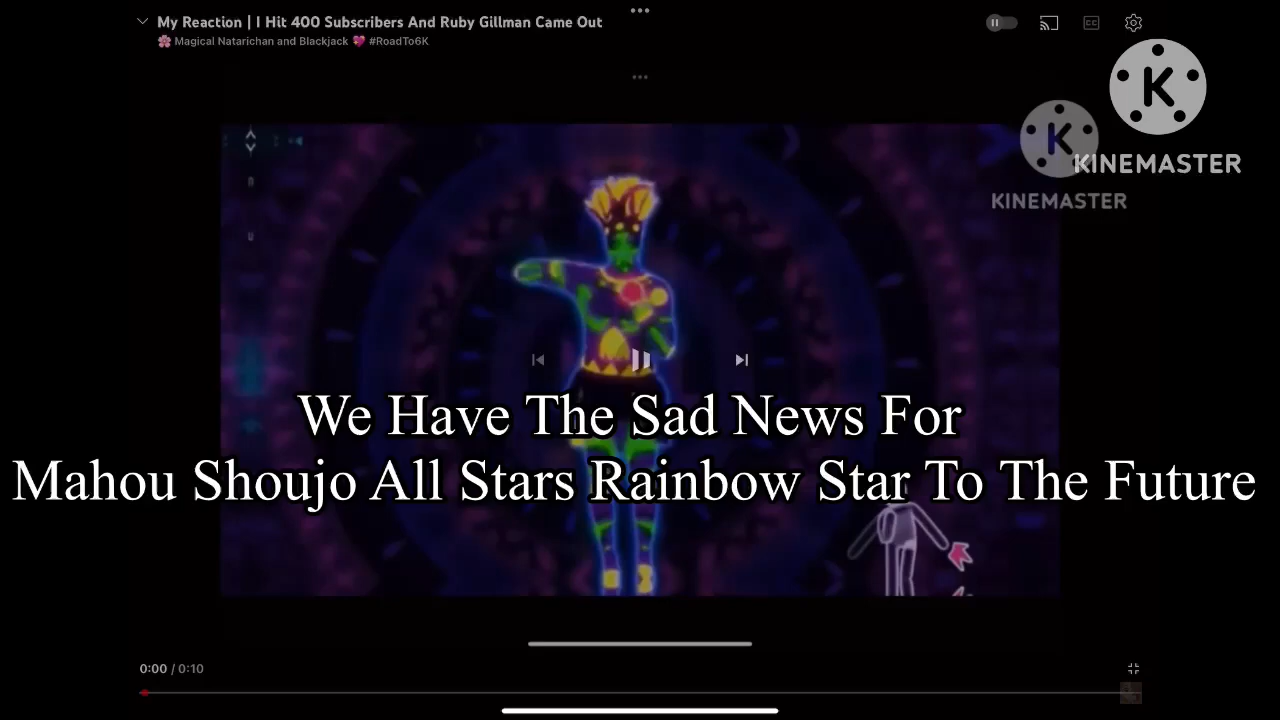 My Reaction | I Hit 400 Subscribers And Ruby Gillman Came Out
🌸 Magical Natarichan and Blackjack 💖 #RoadTo6K
CC
K
KINEMASTER
K
KINEMASTER
We Have The Sad News For
Mahou Shoujo All Stars Rainbow Star To The Future
0:00 / 0:10